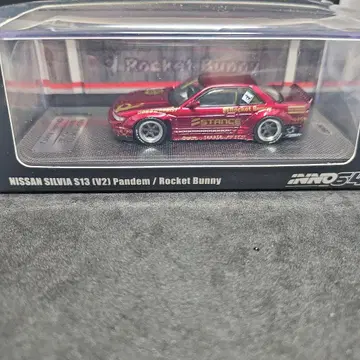 Rocket Bunny
STANCE
NISSAN SILVIA S13 (V2) Pandem / Rocket Bunny
INNO64